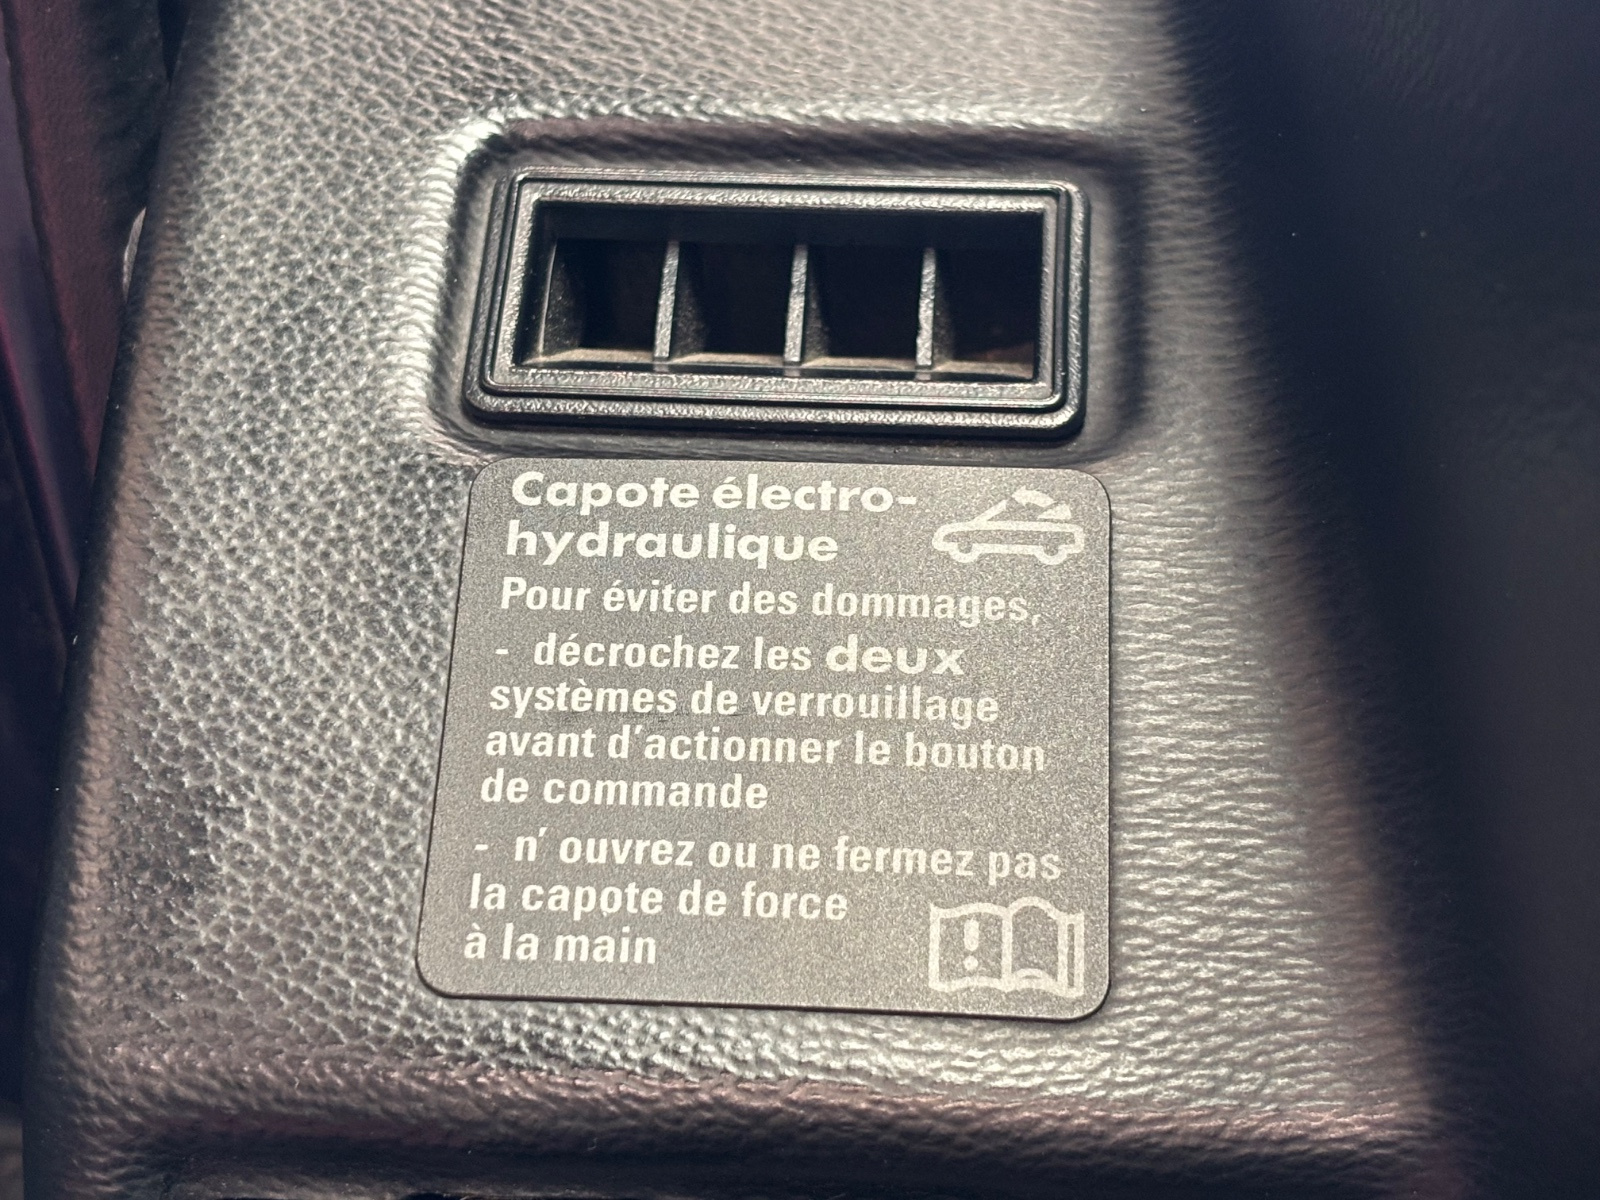 Capote électro-
hydraulique
Pour éviter des dommages,
- décrochez les deux
systèmes de verrouillage
avant d'actionner le bouton
de commande
- n' ouvrez ou ne fermez pas
la capote de force
à la main